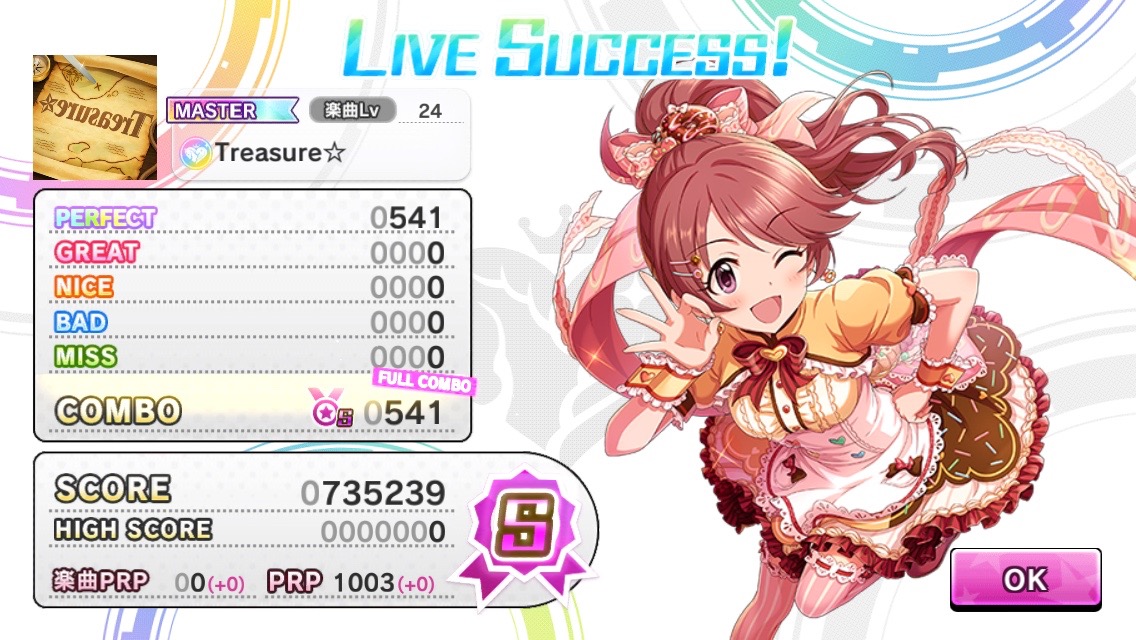 LIVE SUCCESS!
Treasure☆
MASTER 楽曲Lv 24
Treasure☆
PERFECT 0541
GREAT 0000
NICE 0000
BAD 0000
MISS 0000
FULL COMBO
COMBO S 0541
SCORE 0735239
HIGH SCORE 0000000
S
楽曲PRP 00(+0) PRP 1003(+0)
OK